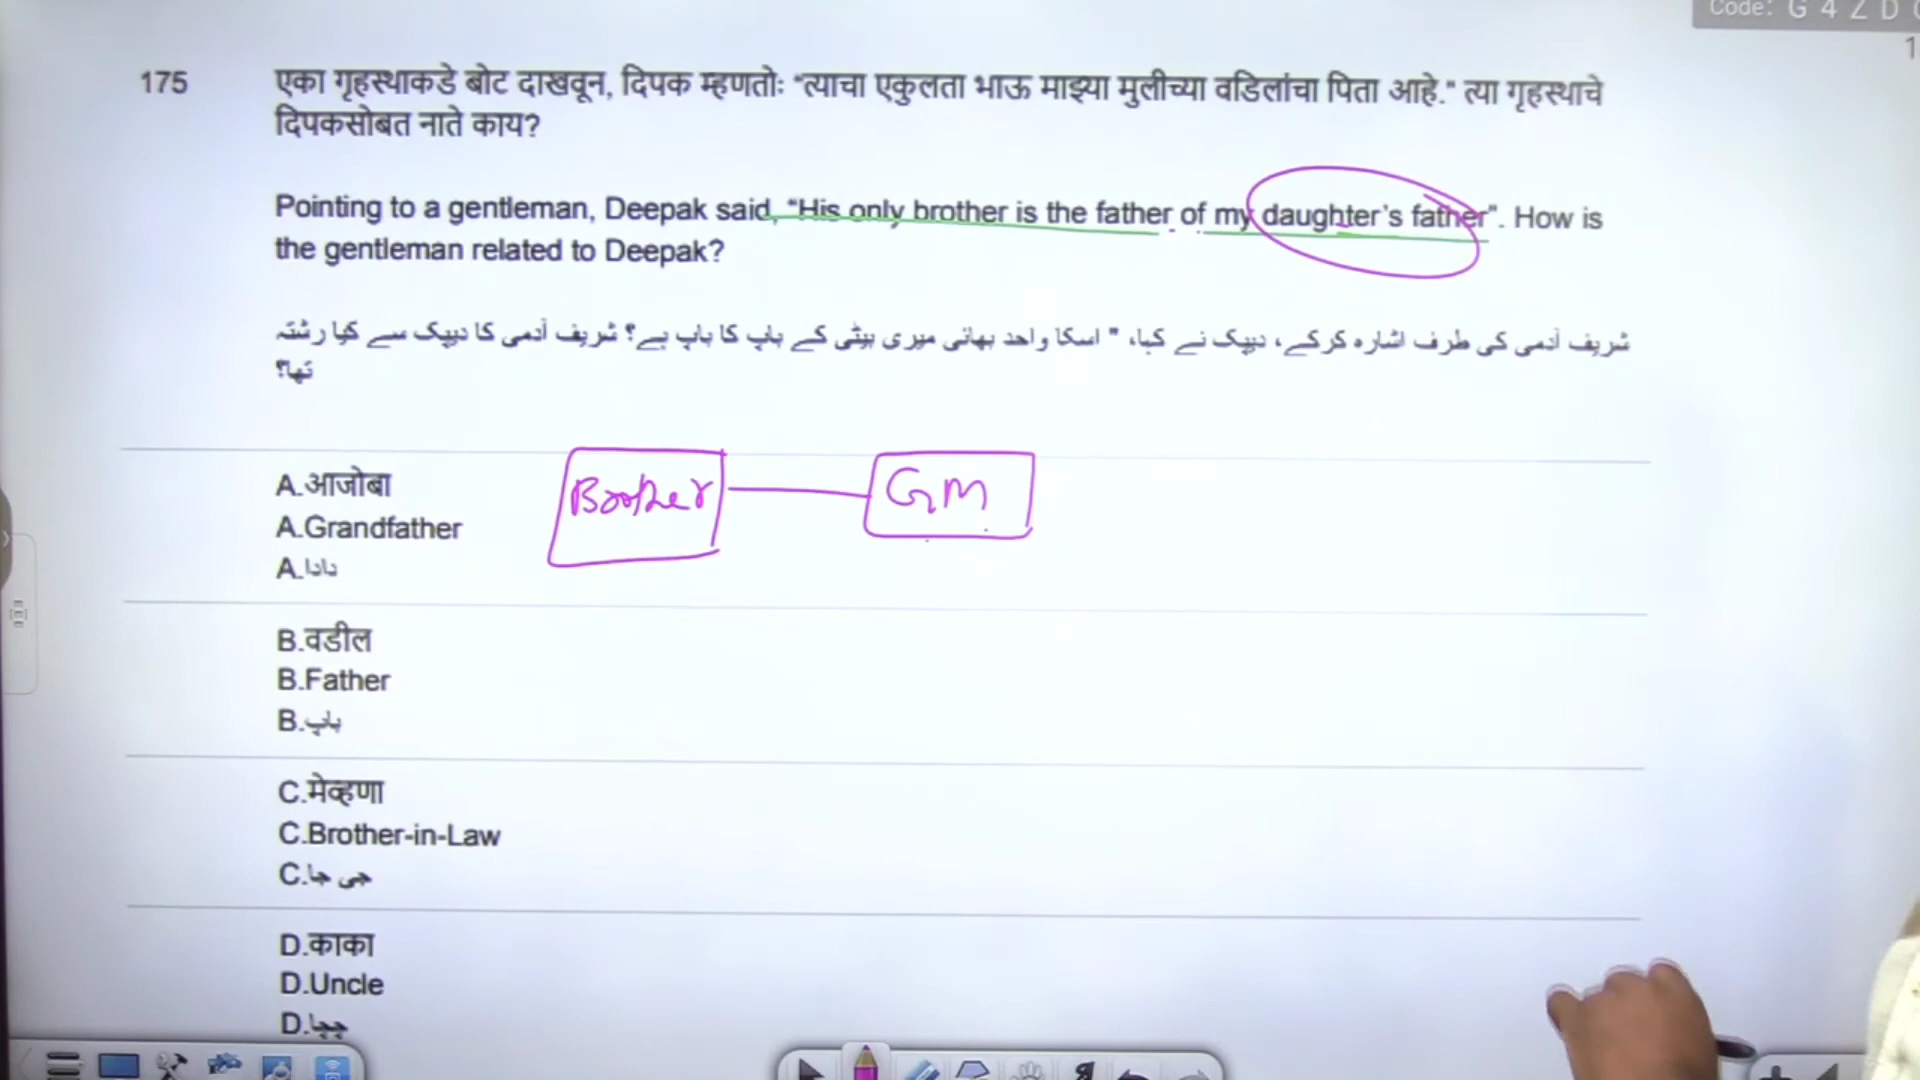 Code: G 4 Z D
1
175
एका गृहस्थाकडे बोट दाखवून, दिपक म्हणतोः "त्याचा एकुलता भाऊ माझ्या मुलीच्या वडिलांचा पिता आहे." त्या गृहस्थाचे
दिपकसोबत नाते काय?
Pointing to a gentleman, Deepak said, "His only brother is the father of my daughter's father". How is
the gentleman related to Deepak?
شریف آدمی کی طرف اشارہ کرکے، دیپک نے کہا، " اسکا واحد بھائی میری بیٹی کے باپ کا باپ ہے؟ شریف آدمی کا دیپک سے کیا رشتہ
تھا؟
A.आजोबा
A.Grandfather
A.دادا
Brother
GM
B.वडील
B.Father
B.باپ
C.मेव्हणा
C.Brother-in-Law
C.جی جا
D.काका
D.Uncle
D.چچا